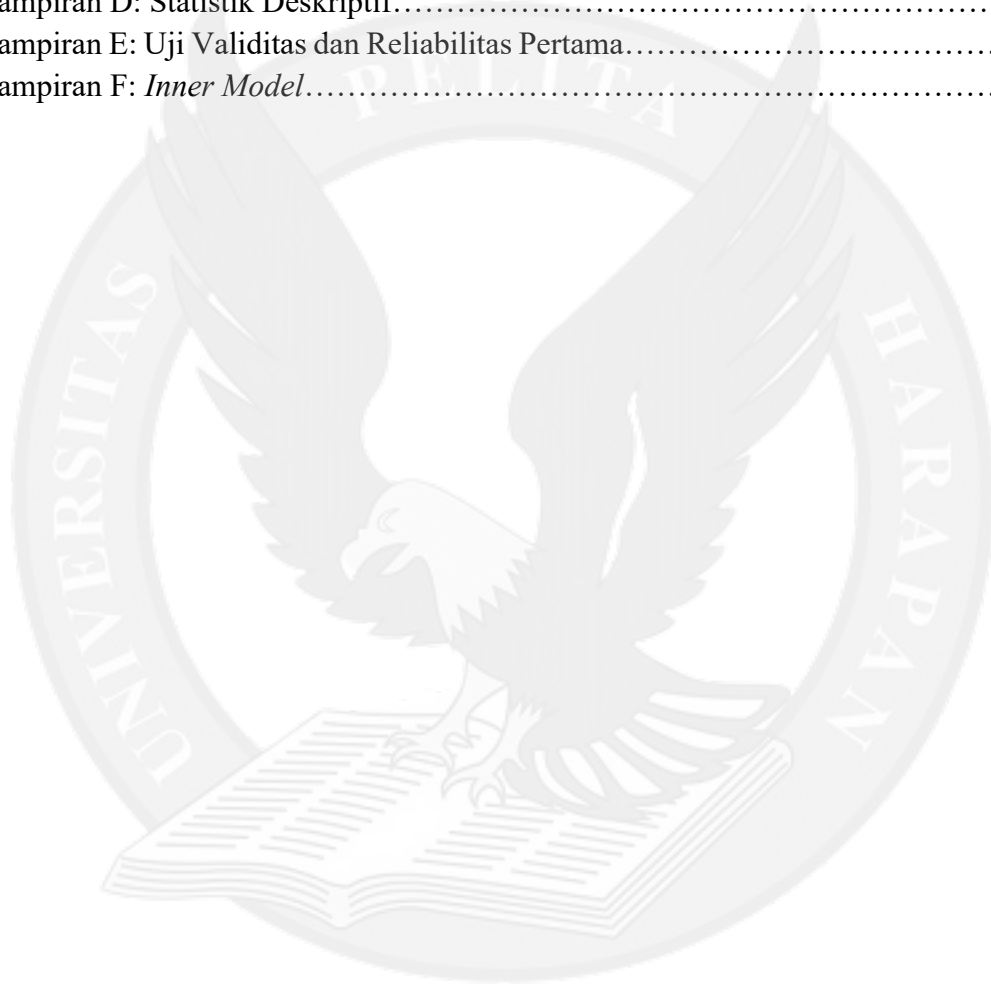 ampiran D: Statistik Deskriptif................................................................
ampiran E: Uji Validitas dan Reliabilitas Pertama........................................
ampiran F: Inner Model........................................................................
UNIVERSITAS PELITA HARAPAN